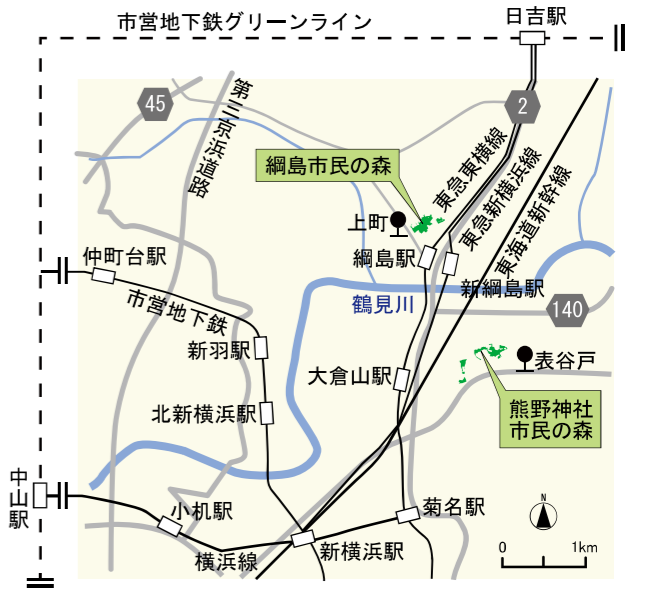 日吉駅
市営地下鉄グリーンライン
45
2
第三京浜道路
東急東横線
綱島市民の森
東急新横浜線
東海道新幹線
上町
綱島駅
仲町台駅
新綱島駅
市営地下鉄
鶴見川
140
新羽駅
表谷戸
大倉山駅
北新横浜駅
熊野神社
市民の森
中山駅
小机駅
菊名駅
N
横浜線
新横浜駅
0 1km